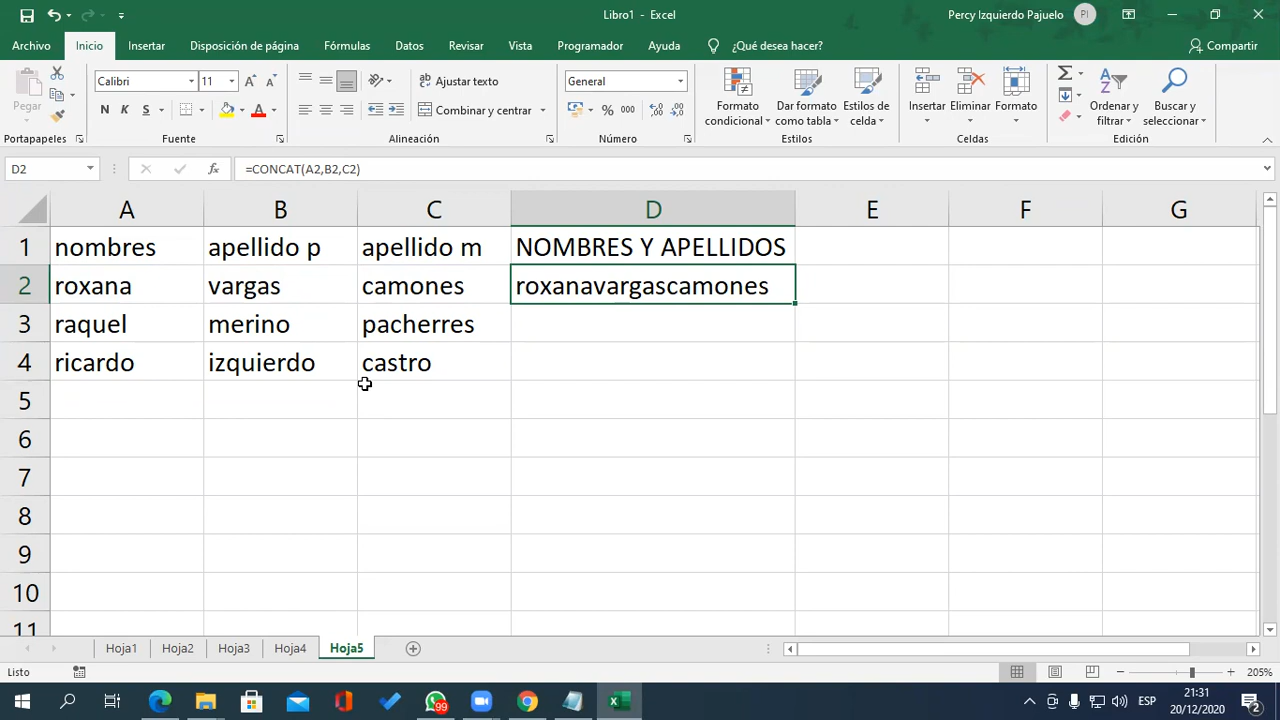 Libro1 - Excel
Percy Izquierdo Pajuelo
PI
Archivo Inicio Insertar Disposición de página Fórmulas Datos Revisar Vista Programador Ayuda ¿Qué desea hacer? Compartir
Pegar
Calibri 11
N K S
Ajustar texto
Combinar y centrar
General
% 000
Formato condicional
Dar formato como tabla
Estilos de celda
Insertar
Eliminar
Formato
Ordenar y filtrar
Buscar y seleccionar
Portapapeles Fuente Alineación Número Estilos Celdas Edición
D2 fx =CONCAT(A2,B2,C2)
A B C D E F G
1 nombres apellido p apellido m NOMBRES Y APELLIDOS
2 roxana vargas camones roxanavargascamones
3 raquel merino pacherres
4 ricardo izquierdo castro
5
6
7
8
9
10
11
Hoja1 Hoja2 Hoja3 Hoja4 Hoja5
Listo 205%
99
ESP
21:31
20/12/2020
2